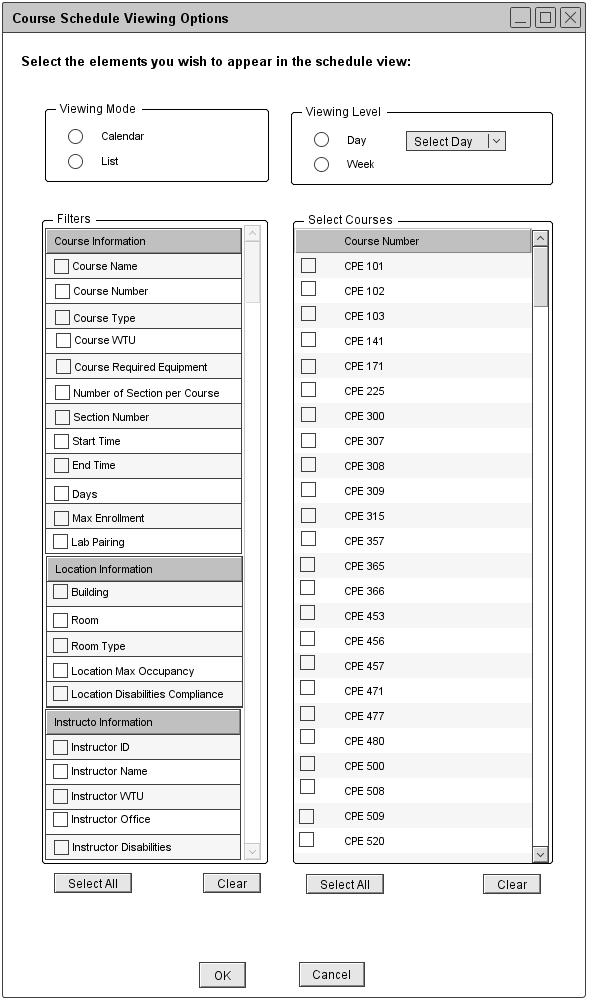 Course Schedule Viewing Options
Select the elements you wish to appear in the schedule view:
Viewing Mode
Calendar
List
Viewing Level
Day
Select Day
Week
Filters
Course Information
Course Name
Course Number
Course Type
Course WTU
Course Required Equipment
Number of Section per Course
Section Number
Start Time
End Time
Days
Max Enrollment
Lab Pairing
Location Information
Building
Room
Room Type
Location Max Occupancy
Location Disabilities Compliance
Instructo Information
Instructor ID
Instructor Name
Instructor WTU
Instructor Office
Instructor Disabilities
Select All
Clear
Select Courses
Course Number
CPE 101
CPE 102
CPE 103
CPE 141
CPE 171
CPE 225
CPE 300
CPE 307
CPE 308
CPE 309
CPE 315
CPE 357
CPE 365
CPE 366
CPE 453
CPE 456
CPE 457
CPE 471
CPE 477
CPE 480
CPE 500
CPE 508
CPE 509
CPE 520
Select All
Clear
OK
Cancel